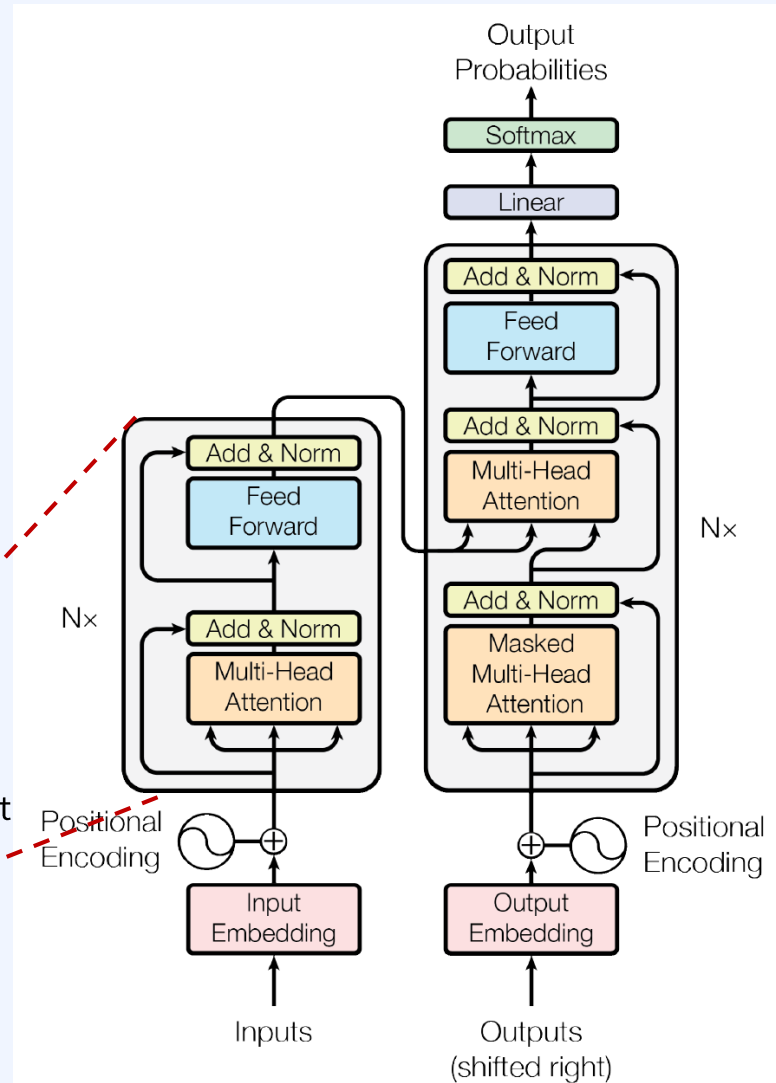 Output
Probabilities
Softmax
Linear
Add & Norm
Feed
Forward
Add & Norm
Multi-Head
Attention
Add & Norm
Masked
Multi-Head
Attention
Nx
Add & Norm
Feed
Forward
Nx
Add & Norm
Multi-Head
Attention
t
Positional
Encoding
Positional
Encoding
Input
Embedding
Output
Embedding
Inputs
Outputs
(shifted right)